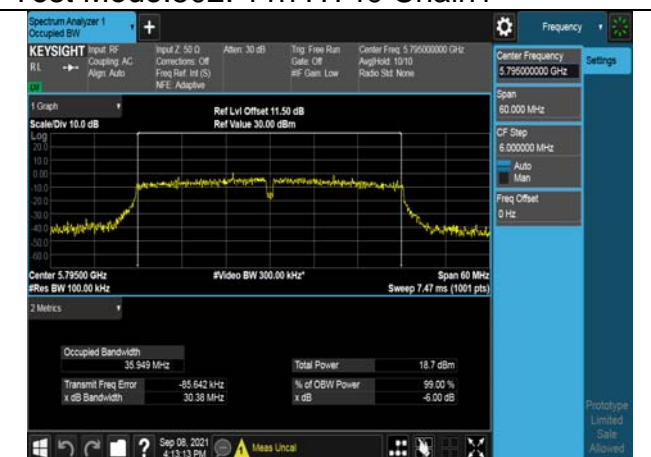 Spectrum Analyzer 1
Occupied BW
+
Frequency
KEYSIGHT
RL
Input: RF
Coupling: AC
Align: Auto
Input Z: 50 Ω
Corrections: Off
Freq Ref: Int (S)
NFE: Adaptive
Atten: 30 dB
Trig: Free Run
Gate: Off
#IF Gain: Low
Center Freq: 5.795000000 GHz
Avg|Hold: 10/10
Radio Std: None
Center Frequency
5.795000000 GHz
Settings
Span
60.000 MHz
CF Step
6.000000 MHz
Auto
Man
Freq Offset
0 Hz
1 Graph
Scale/Div 10.0 dB
Ref Lvl Offset 11.50 dB
Ref Value 30.00 dBm
Log
20.0
10.0
0.00
-10.0
-20.0
-30.0
-40.0
-50.0
-60.0
Center 5.79500 GHz
#Res BW 100.00 kHz
#Video BW 300.00 kHz*
Span 60 MHz
Sweep 7.47 ms (1001 pts)
2 Metrics
Occupied Bandwidth
35.949 MHz
Total Power 18.7 dBm
Transmit Freq Error -85.642 kHz
% of OBW Power 99.00 %
x dB Bandwidth 30.38 MHz
x dB -6.00 dB
Prototype
Limited
Sale
Allowed
?
Sep 08, 2021
4:13:13 PM
Meas Uncal